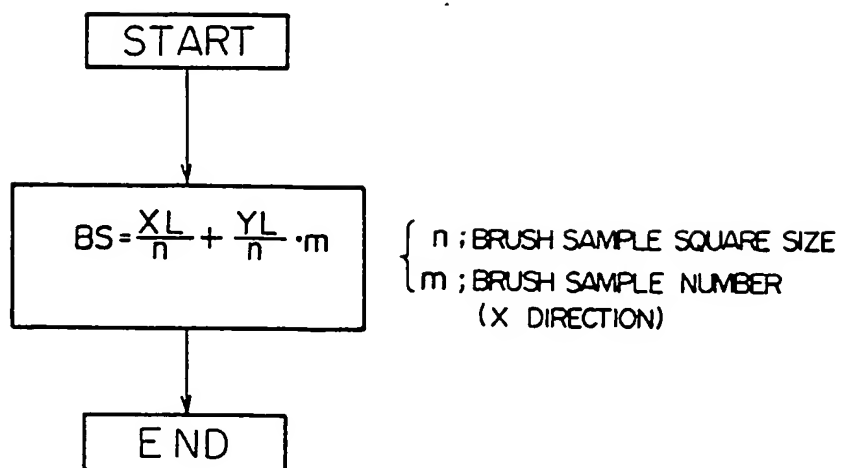 START
BS = XL/n + YL/n · m
n ; BRUSH SAMPLE SQUARE SIZE
m ; BRUSH SAMPLE NUMBER
(X DIRECTION)
END